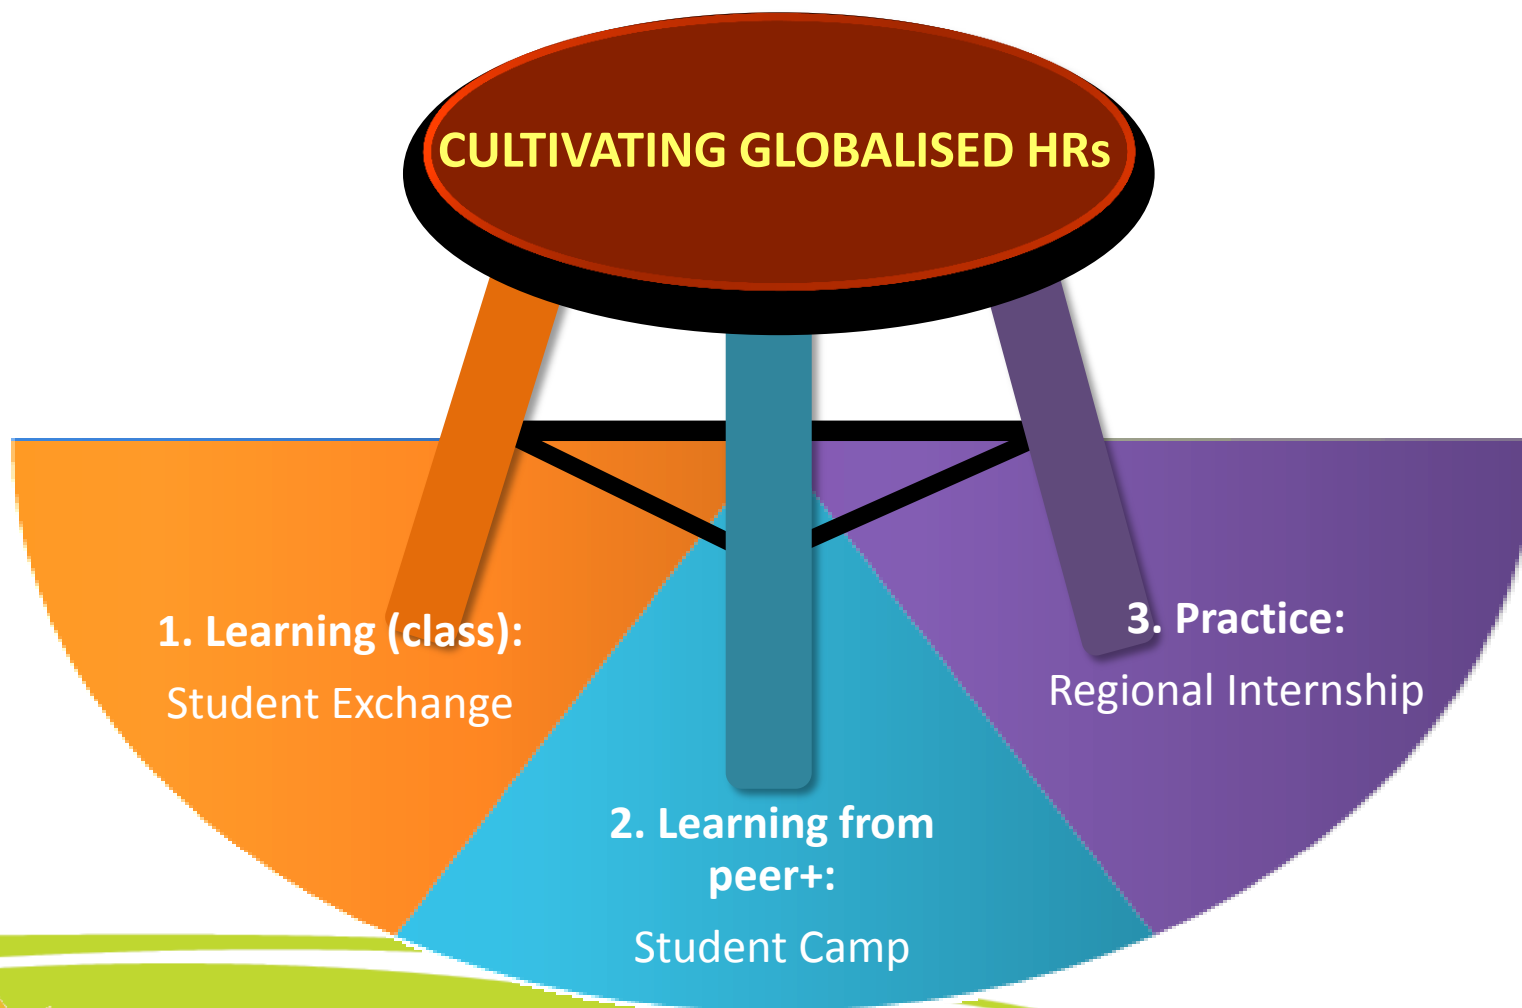 CULTIVATING GLOBALISED HRs
1. Learning (class):
Student Exchange
2. Learning from
peer+:
Student Camp
3. Practice:
Regional Internship